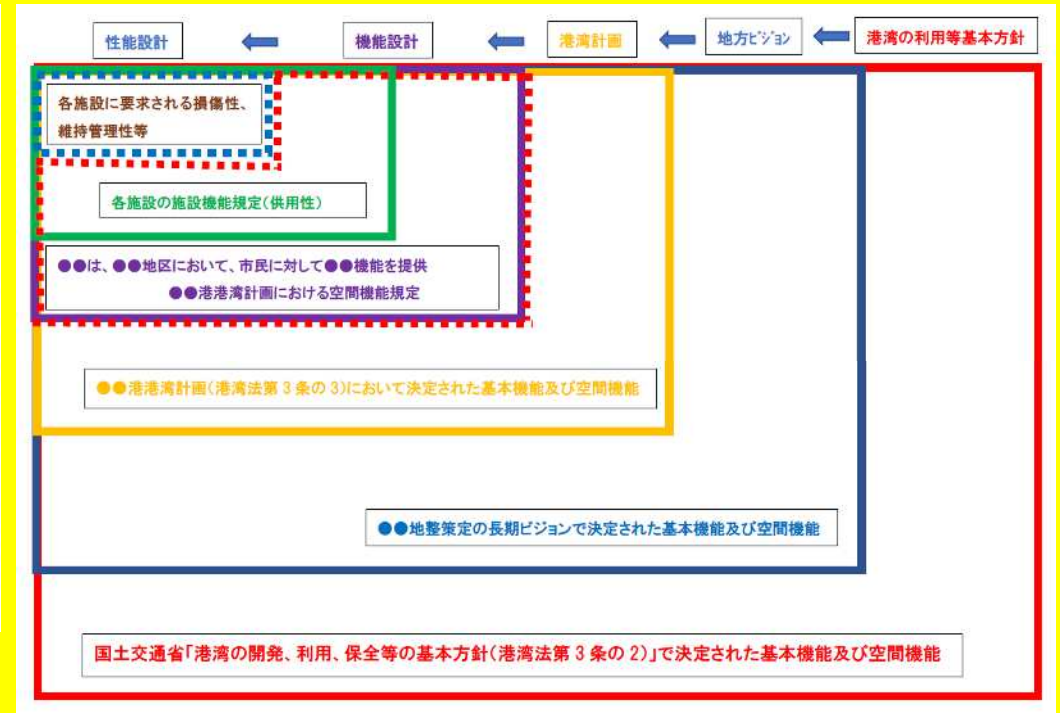 性能設計
機能設計
港湾計画
地方ビジョン
港湾の利用等基本方針
各施設に要求される損傷性、
維持管理性等
各施設の施設機能規定(供用性)
●●は、●●地区において、市民に対して●●機能を提供
●●港港湾計画における空間機能規定
●●港港湾計画(港湾法第3条の3)において決定された基本機能及び空間機能
●●地整策定の長期ビジョンで決定された基本機能及び空間機能
国土交通省「港湾の開発、利用、保全等の基本方針(港湾法第3条の2)」で決定された基本機能及び空間機能